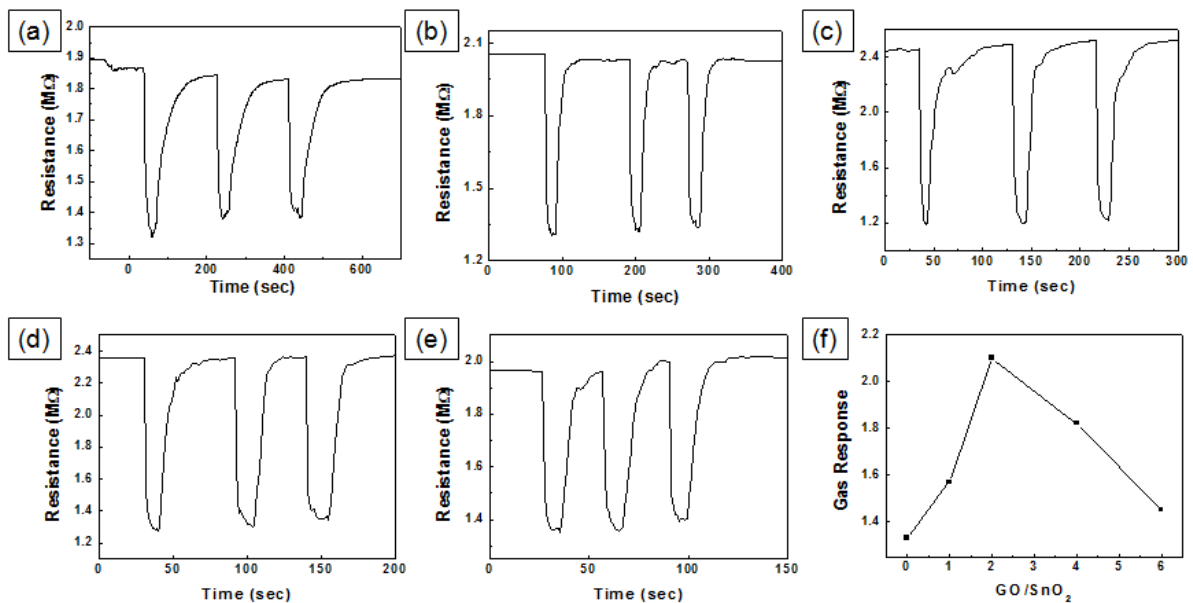 (a)
2.0
1.9
1.8
1.7
1.6
1.5
1.4
1.3
Resistance (MΩ)
0 200 400 600
Time (sec)
(b)
2.1
1.8
1.5
1.2
Resistance (MΩ)
0 100 200 300 400
Time (sec)
(c)
2.4
2.0
1.6
1.2
Resistance (MΩ)
0 50 100 150 200 250 300
Time (sec)
(d)
2.4
2.2
2.0
1.8
1.6
1.4
1.2
Resistance (MΩ)
0 50 100 150 200
Time (sec)
(e)
2.0
1.8
1.6
1.4
Resistance (MΩ)
0 50 100 150
Time (sec)
(f)
2.2
2.0
1.8
1.6
1.4
Gas Response
0 1 2 3 4 5 6
GO/SnO₂